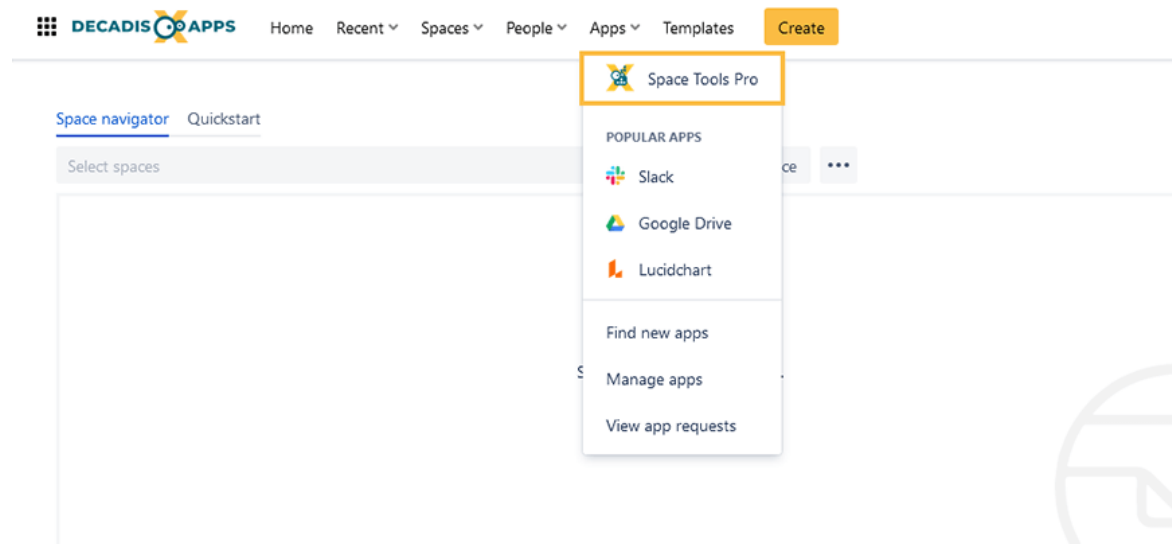 DECADIS APPS Home Recent Spaces People Apps Templates Create
Space Tools Pro
Space navigator Quickstart
POPULAR APPS
Select spaces
ce
Slack
Google Drive
Lucidchart
Find new apps
Manage apps
View app requests